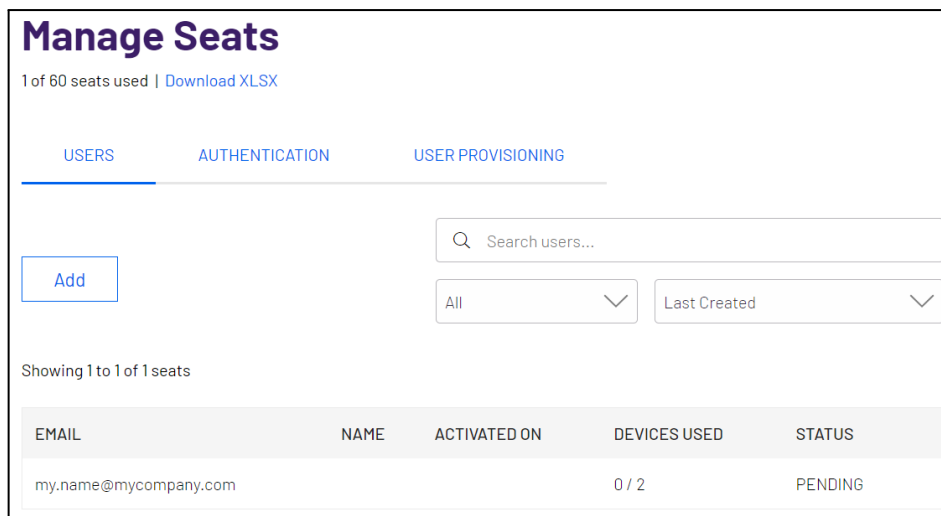 Manage Seats
1 of 60 seats used | Download XLSX
USERS AUTHENTICATION USER PROVISIONING
Search users...
Add
All Last Created
Showing 1 to 1 of 1 seats
EMAIL NAME ACTIVATED ON DEVICES USED STATUS
my.name@mycompany.com 0 / 2 PENDING